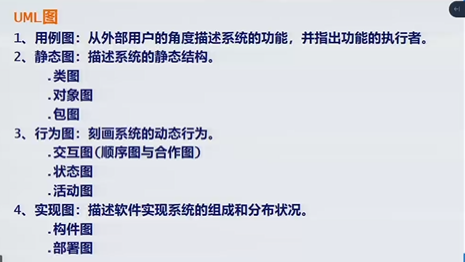 UML图
1、用例图：从外部用户的角度描述系统的功能，并指出功能的执行者。
2、静态图：描述系统的静态结构。
.类图
.对象图
.包图
3、行为图：刻画系统的动态行为。
.交互图(顺序图与合作图)
.状态图
.活动图
4、实现图：描述软件实现系统的组成和分布状况。
.构件图
.部署图